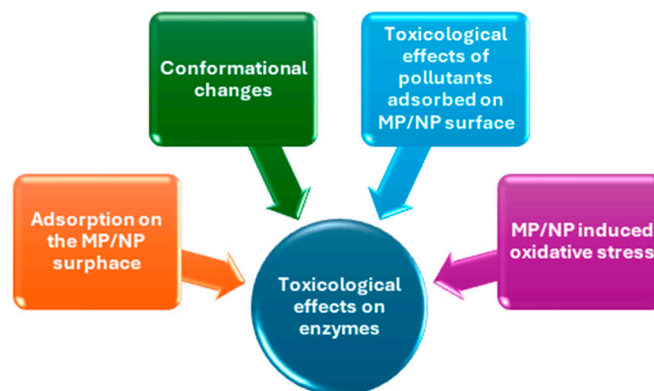 Conformational
changes
Toxicological
effects of
pollutants
adsorbed on
MP/NP surface
Adsorption on
the MP/NP
surphace
MP/NP induced
oxidative stress
Toxicological
effects on
enzymes